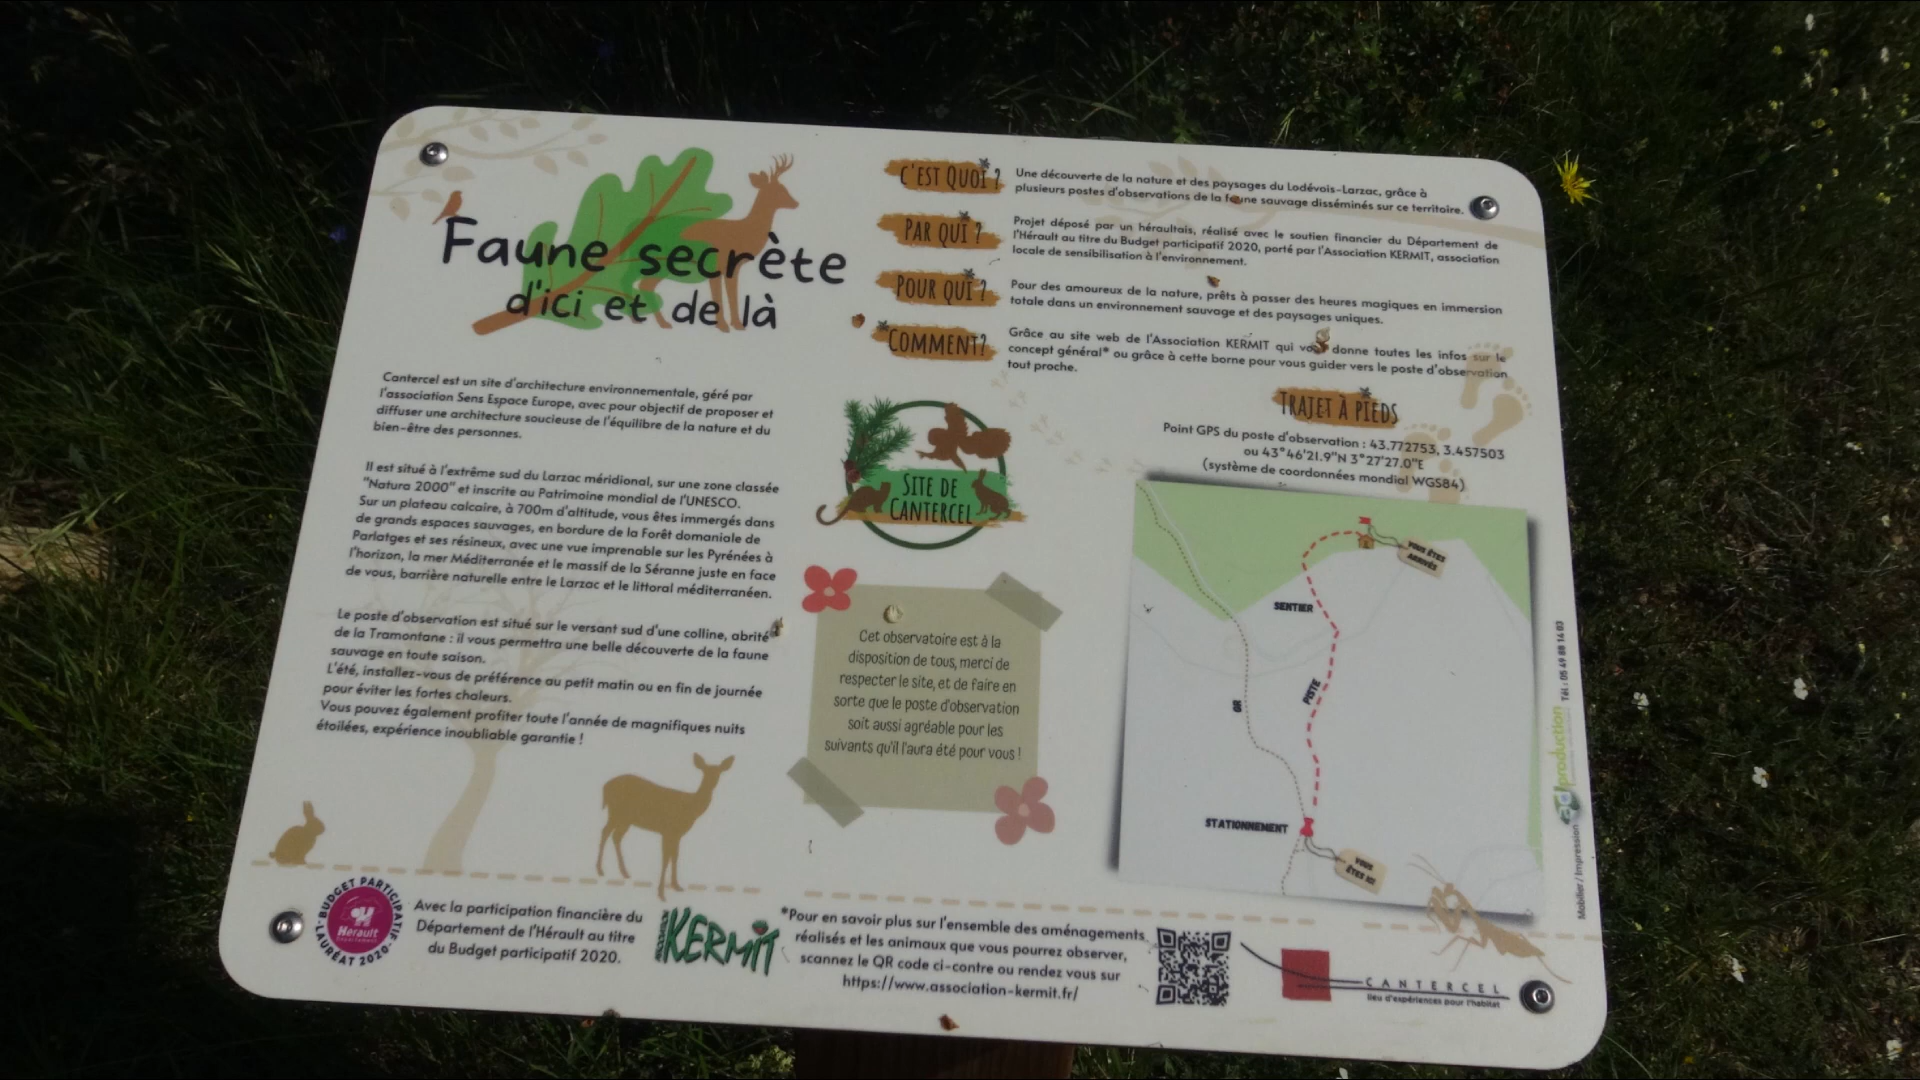 Faune secrète
d'ici et de là
Cantercel est un site d'architecture environnementale, géré par
l'association Sens Espace Europe, avec pour objectif de proposer et
diffuser une architecture soucieuse de l'équilibre de la nature et du
bien-être des personnes.
Il est situé à l'extrême sud du Larzac méridional, sur une zone classée
"Natura 2000" et inscrite au Patrimoine mondial de l'UNESCO.
Sur un plateau calcaire, à 700m d'altitude, vous êtes immergés dans
de grands espaces sauvages, en bordure de la Forêt domaniale de
Parlatges et ses résineux, avec une vue imprenable sur les Pyrénées à
l'horizon, la mer Méditerranée et le massif de la Séranne juste en face
de vous, barrière naturelle entre le Larzac et le littoral méditerranéen.
Le poste d'observation est situé sur le versant sud d'une colline, abrité
de la Tramontane : il vous permettra une belle découverte de la faune
sauvage en toute saison.
L'été, installez-vous de préférence au petit matin ou en fin de journée
pour éviter les fortes chaleurs.
Vous pouvez également profiter toute l'année de magnifiques nuits
étoilées, expérience inoubliable garantie !
C'EST QUOI ?
Une découverte de la nature et des paysages du Lodévois-Larzac, grâce à
plusieurs postes d'observations de la faune sauvage disséminés sur ce territoire.
PAR QUI ?
Projet déposé par un héraultais, réalisé avec le soutien financier du Département de
l'Hérault au titre du Budget participatif 2020, porté par l'Association KERMIT, association
locale de sensibilisation à l'environnement.
POUR QUI ?
Pour des amoureux de la nature, prêts à passer des heures magiques en immersion
totale dans un environnement sauvage et des paysages uniques.
COMMENT?
Grâce au site web de l'Association KERMIT qui vous donne toutes les infos sur le
concept général* ou grâce à cette borne pour vous guider vers le poste d'observation
tout proche.
SITE DE
CANTERCEL
Cet observatoire est à la
disposition de tous, merci de
respecter le site, et de faire en
sorte que le poste d'observation
soit aussi agréable pour les
suivants qu'il l'aura été pour vous !
TRAJET À PIEDS
Point GPS du poste d'observation : 43.772753, 3.457503
ou 43°46'21.9"N 3°27'27.0"E
(système de coordonnées mondial WGS84)
VOUS ÊTES
ARRIVÉS
SENTIER
PISTE
GR
STATIONNEMENT
VOUS
ÊTES ICI
BUDGET PARTICIPATIF
Hérault
Département
LAURÉAT 2020
Avec la participation financière du
Département de l'Hérault au titre
du Budget participatif 2020.
KERMIT
*Pour en savoir plus sur l'ensemble des aménagements
réalisés et les animaux que vous pourrez observer,
scannez le QR code ci-contre ou rendez vous sur
https://www.association-kermit.fr/
CANTERCEL
lieu d'expériences pour l'habitat
Mobilier / Impression production Tél : 05 49 88 14 03